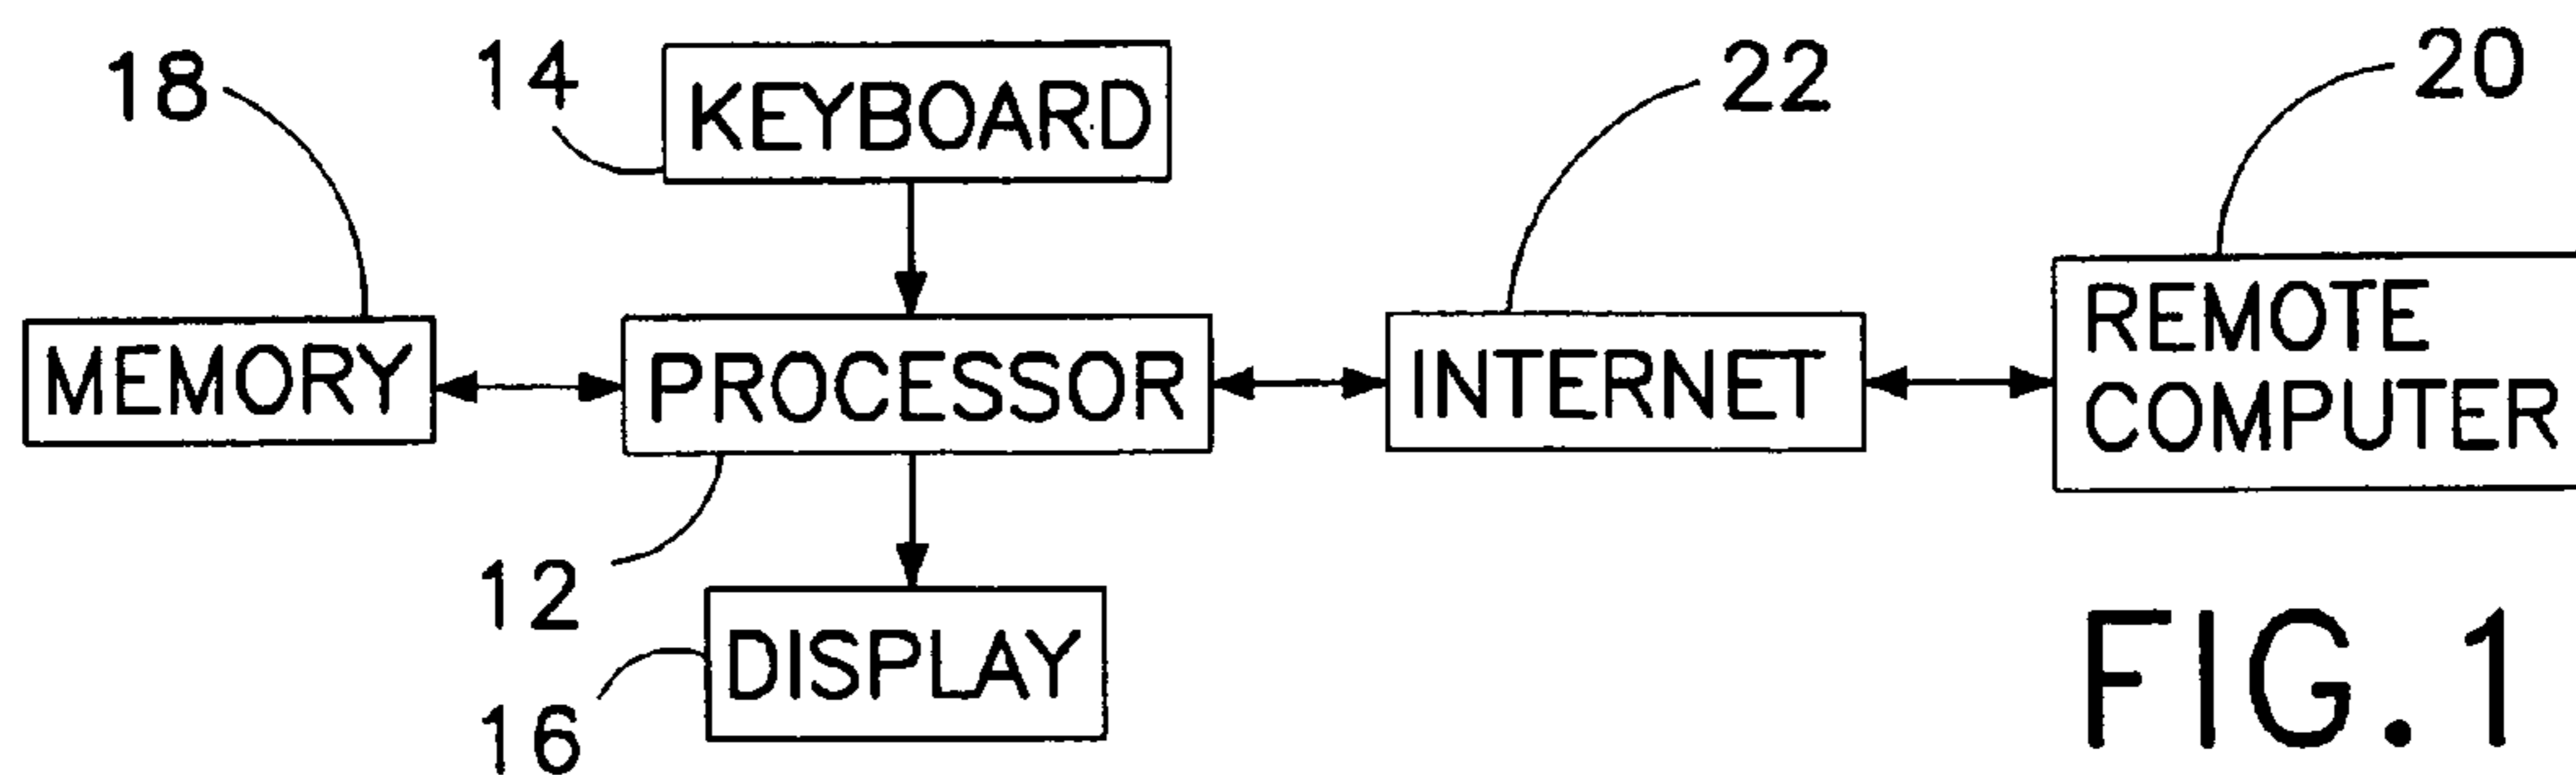 18
14
KEYBOARD
22
20
MEMORY
PROCESSOR
INTERNET
REMOTE
COMPUTER
12
DISPLAY
16
FIG.1